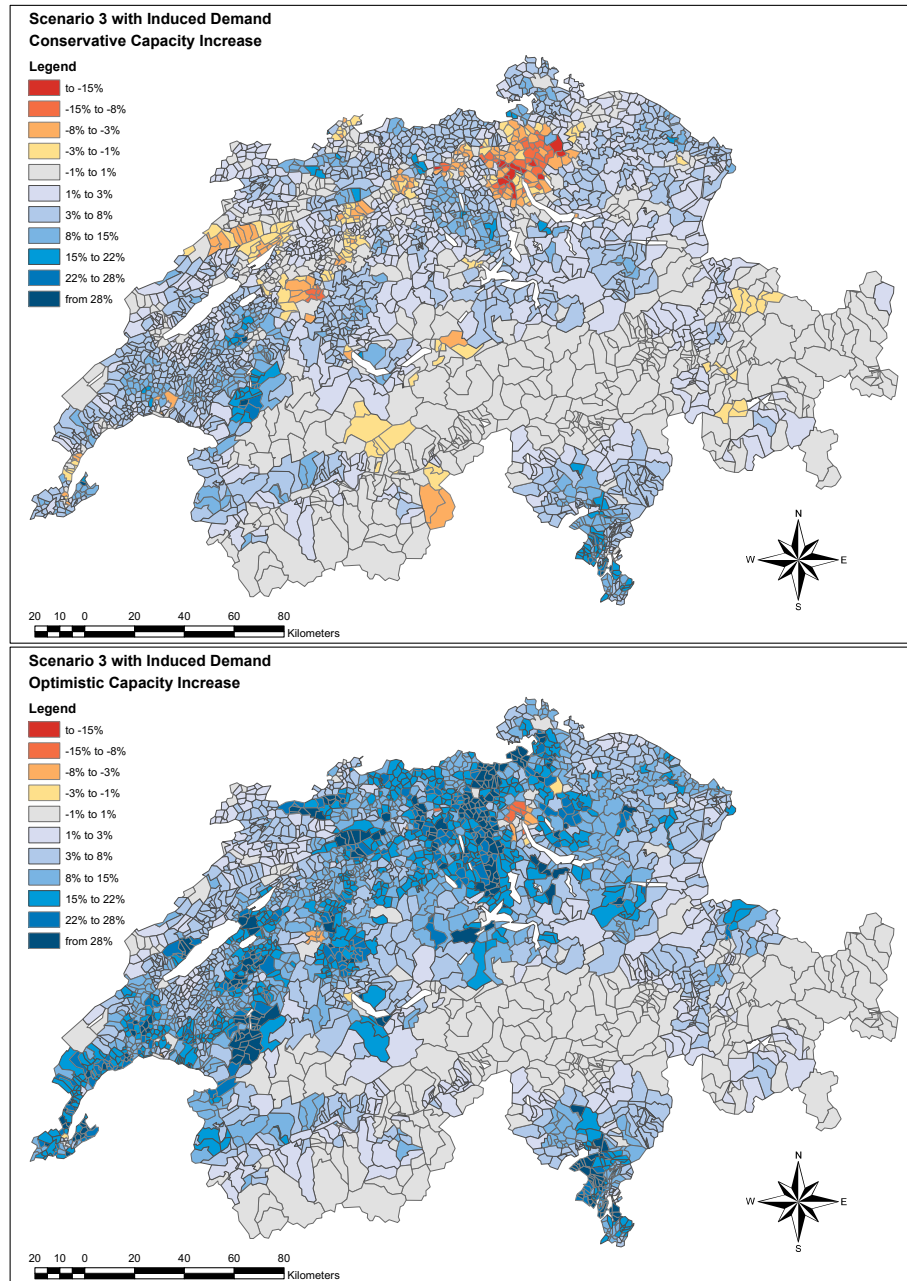 Scenario 3 with Induced Demand
Conservative Capacity Increase
Legend
to -15%
-15% to -8%
-8% to -3%
-3% to -1%
-1% to 1%
1% to 3%
3% to 8%
8% to 15%
15% to 22%
22% to 28%
from 28%
N
W E
S
20 10 0 20 40 60 80
Kilometers
Scenario 3 with Induced Demand
Optimistic Capacity Increase
Legend
to -15%
-15% to -8%
-8% to -3%
-3% to -1%
-1% to 1%
1% to 3%
3% to 8%
8% to 15%
15% to 22%
22% to 28%
from 28%
N
W E
S
20 10 0 20 40 60 80
Kilometers